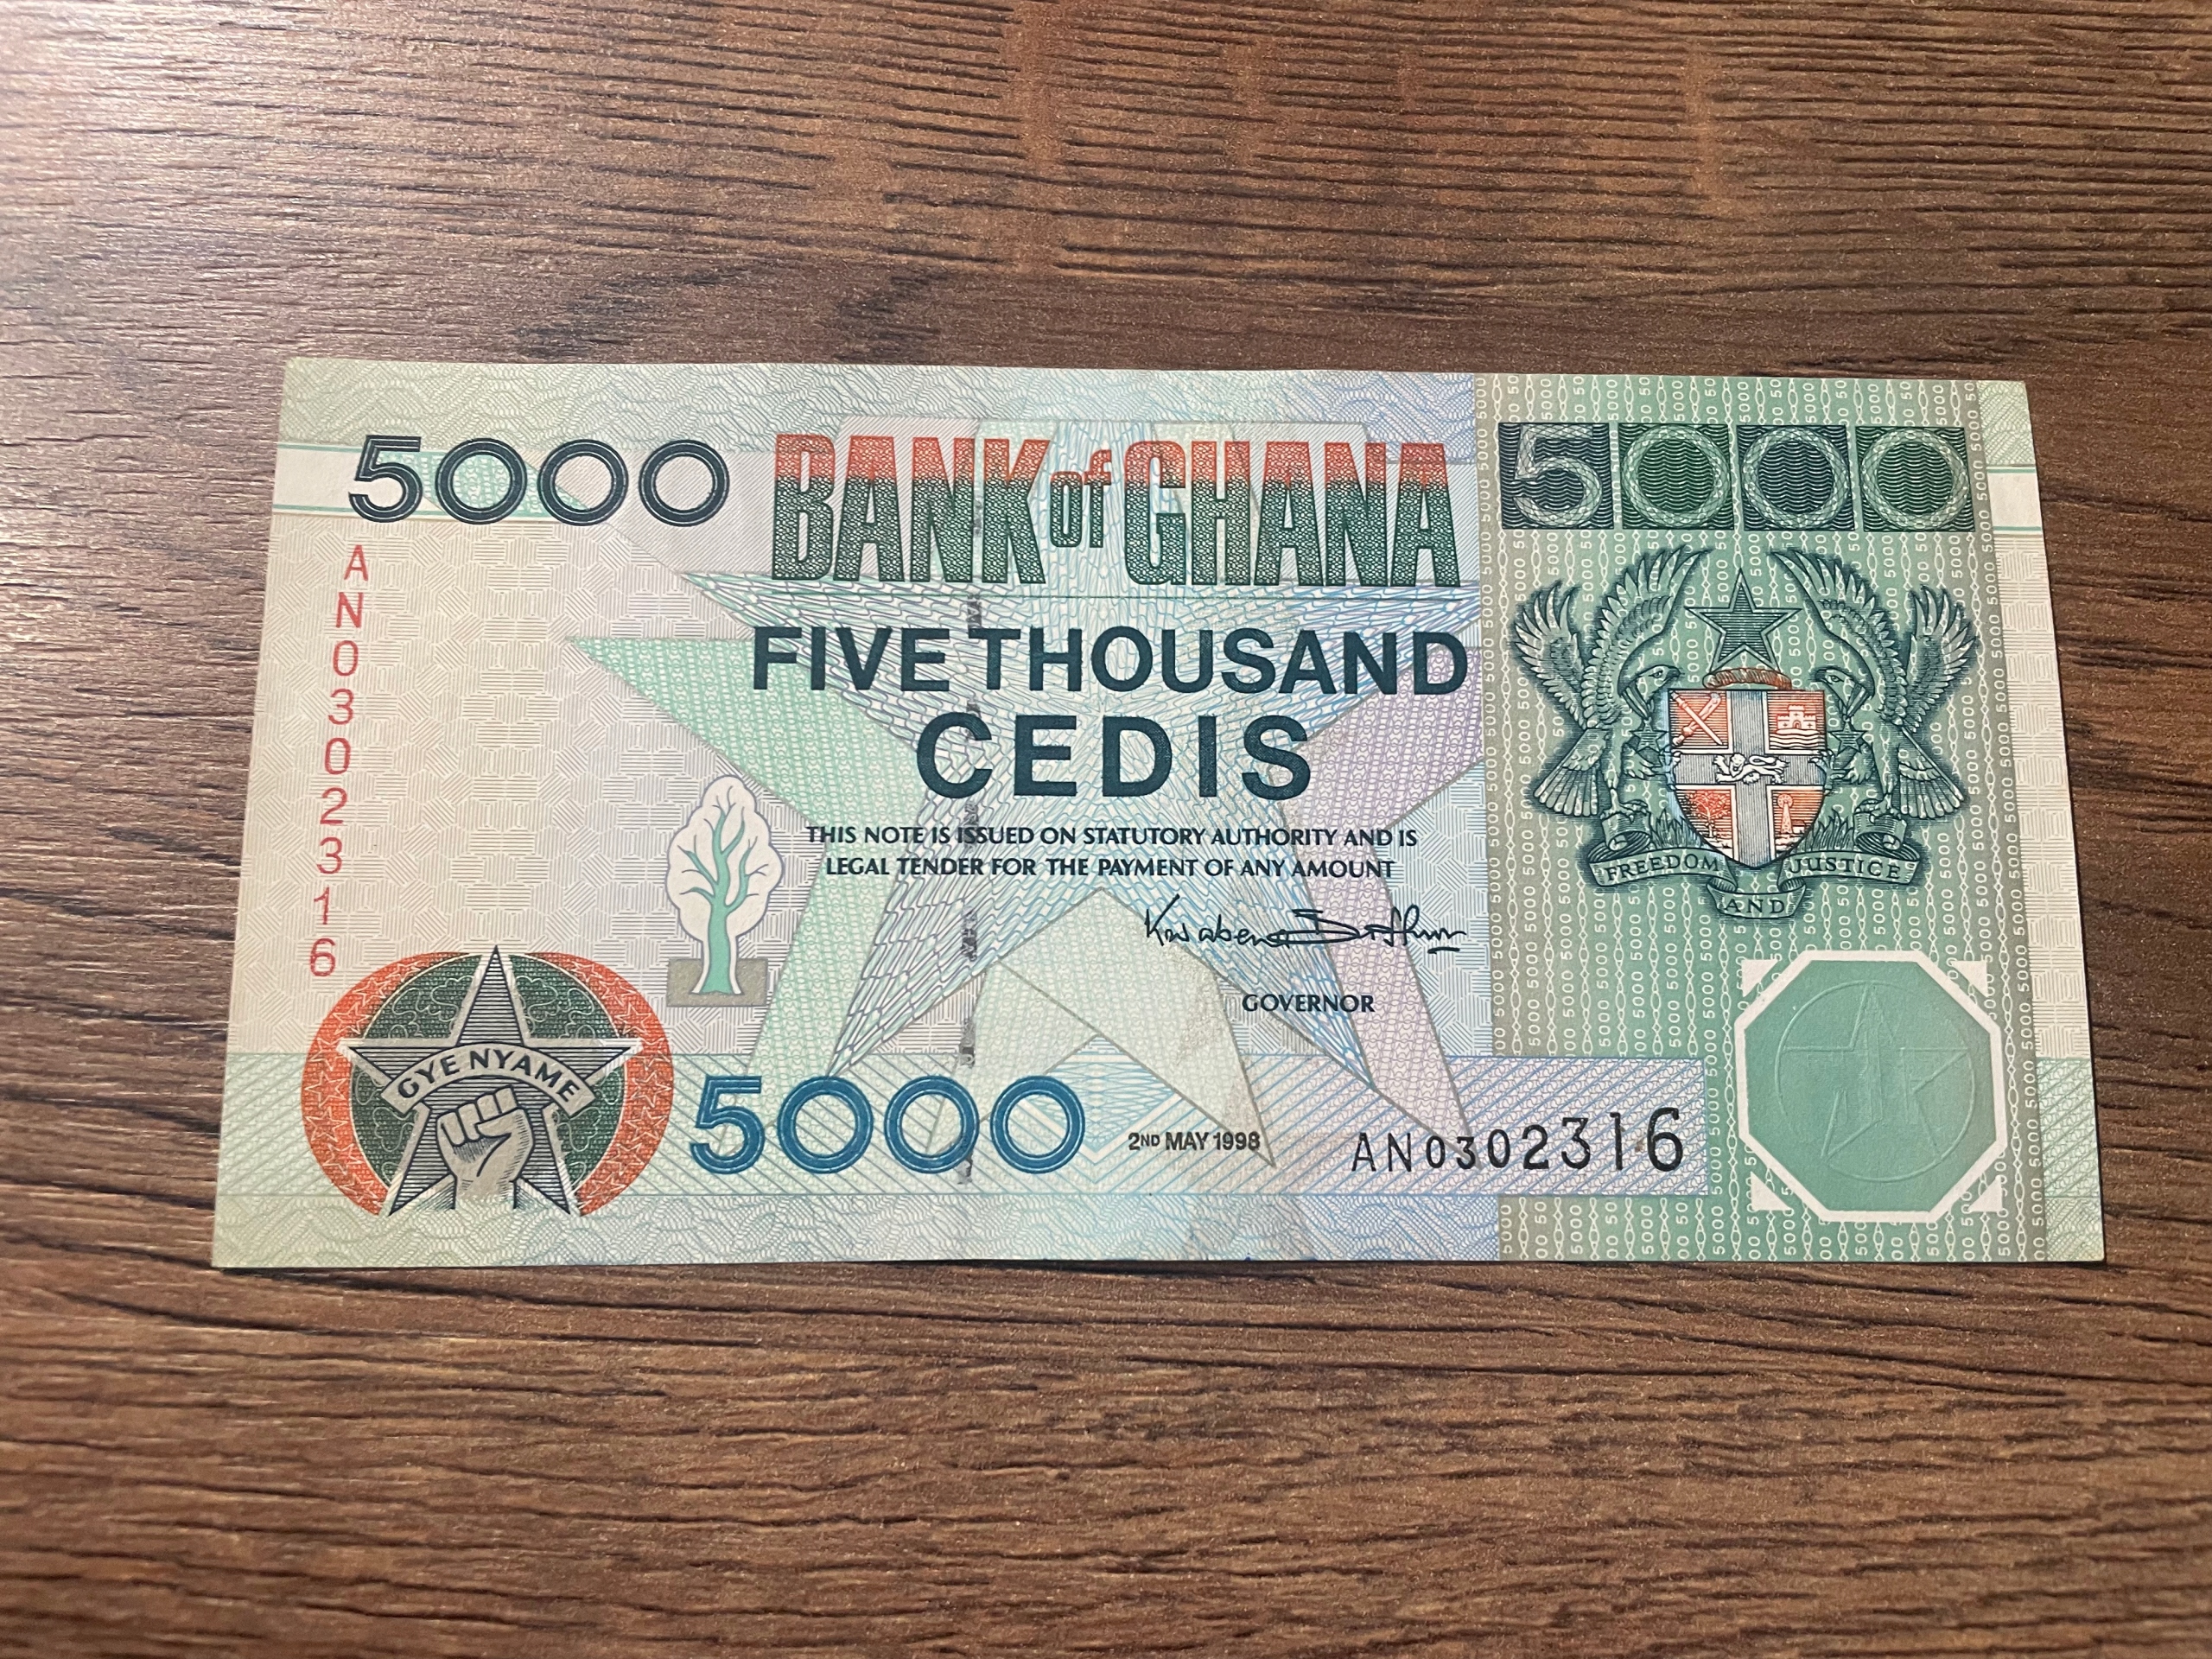 5000
BANK of GHANA
5000
AN0302316
FIVE THOUSAND
CEDIS
THIS NOTE IS ISSUED ON STATUTORY AUTHORITY AND IS
LEGAL TENDER FOR THE PAYMENT OF ANY AMOUNT
GOVERNOR
FREEDOM AND JUSTICE
GYE NYAME
5000
2ND MAY 1998
AN0302316